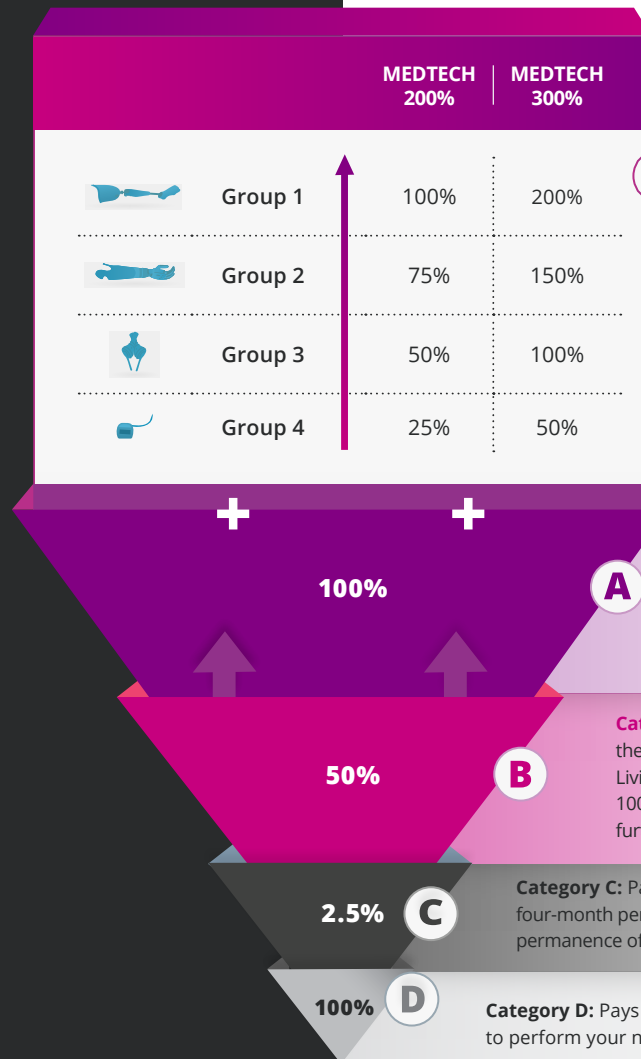 MEDTECH MEDTECH
200% 300%
Group 1 100% 200%
Group 2 75% 150%
Group 3 50% 100%
Group 4 25% 50%
+ +
100% A
50% B
the
Livi
100
fur
2.5% C
Category C: Pa
four-month per
permanence of
100% D
Category D: Pays
to perform your n